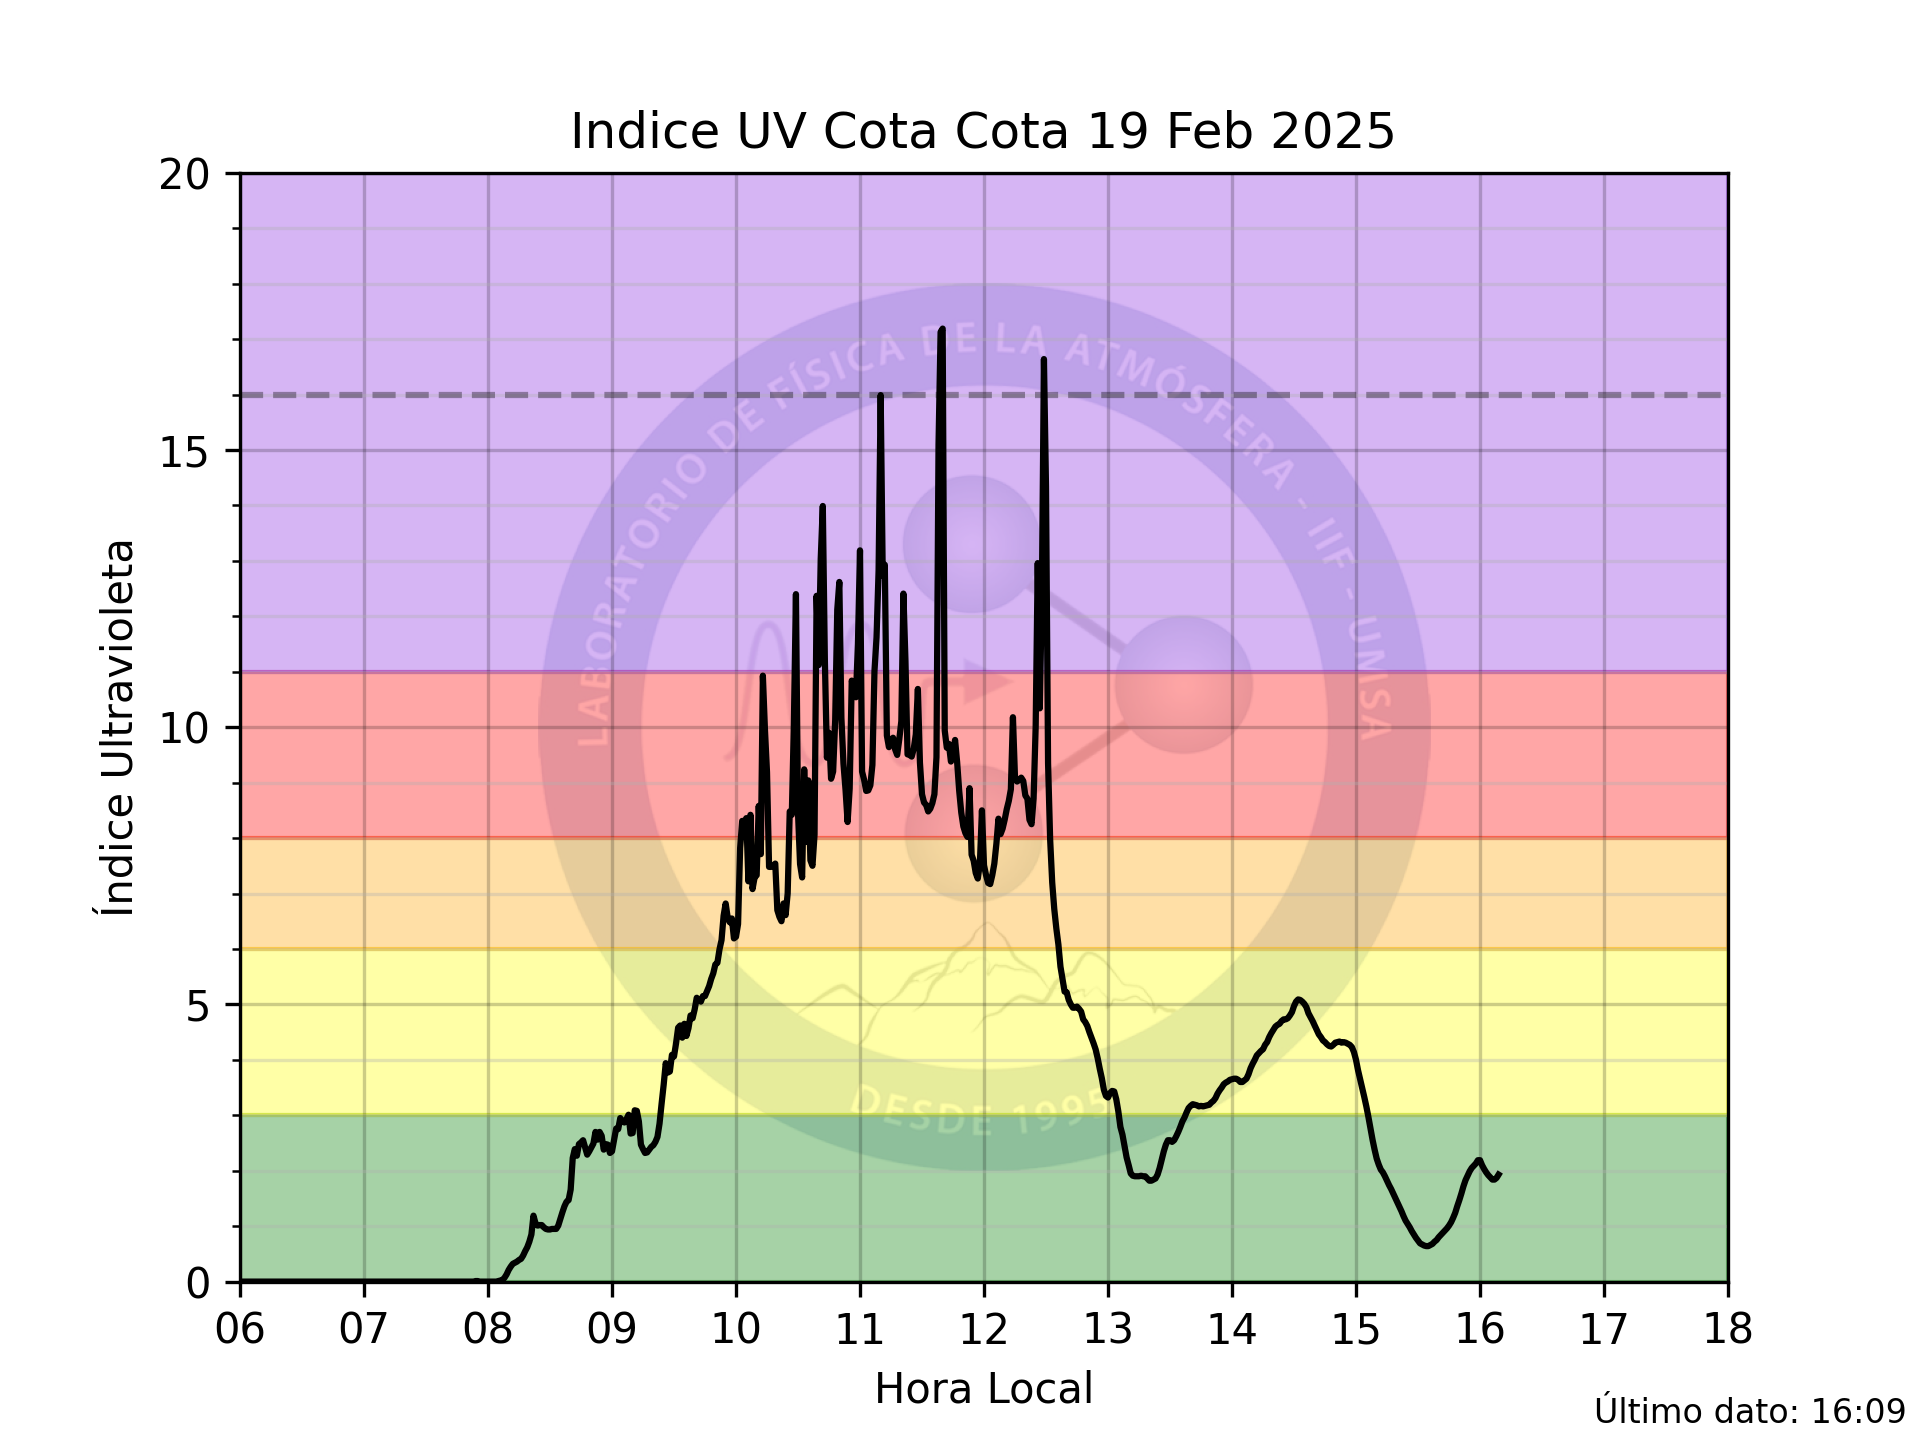 Indice UV Cota Cota 19 Feb 2025
20
15
10
5
0
Índice Ultravioleta
LABORATORIO DE FÍSICA DE LA ATMÓSFERA - IIF - UMSA
DESDE 1995
06 07 08 09 10 11 12 13 14 15 16 17 18
Hora Local
Último dato: 16:09